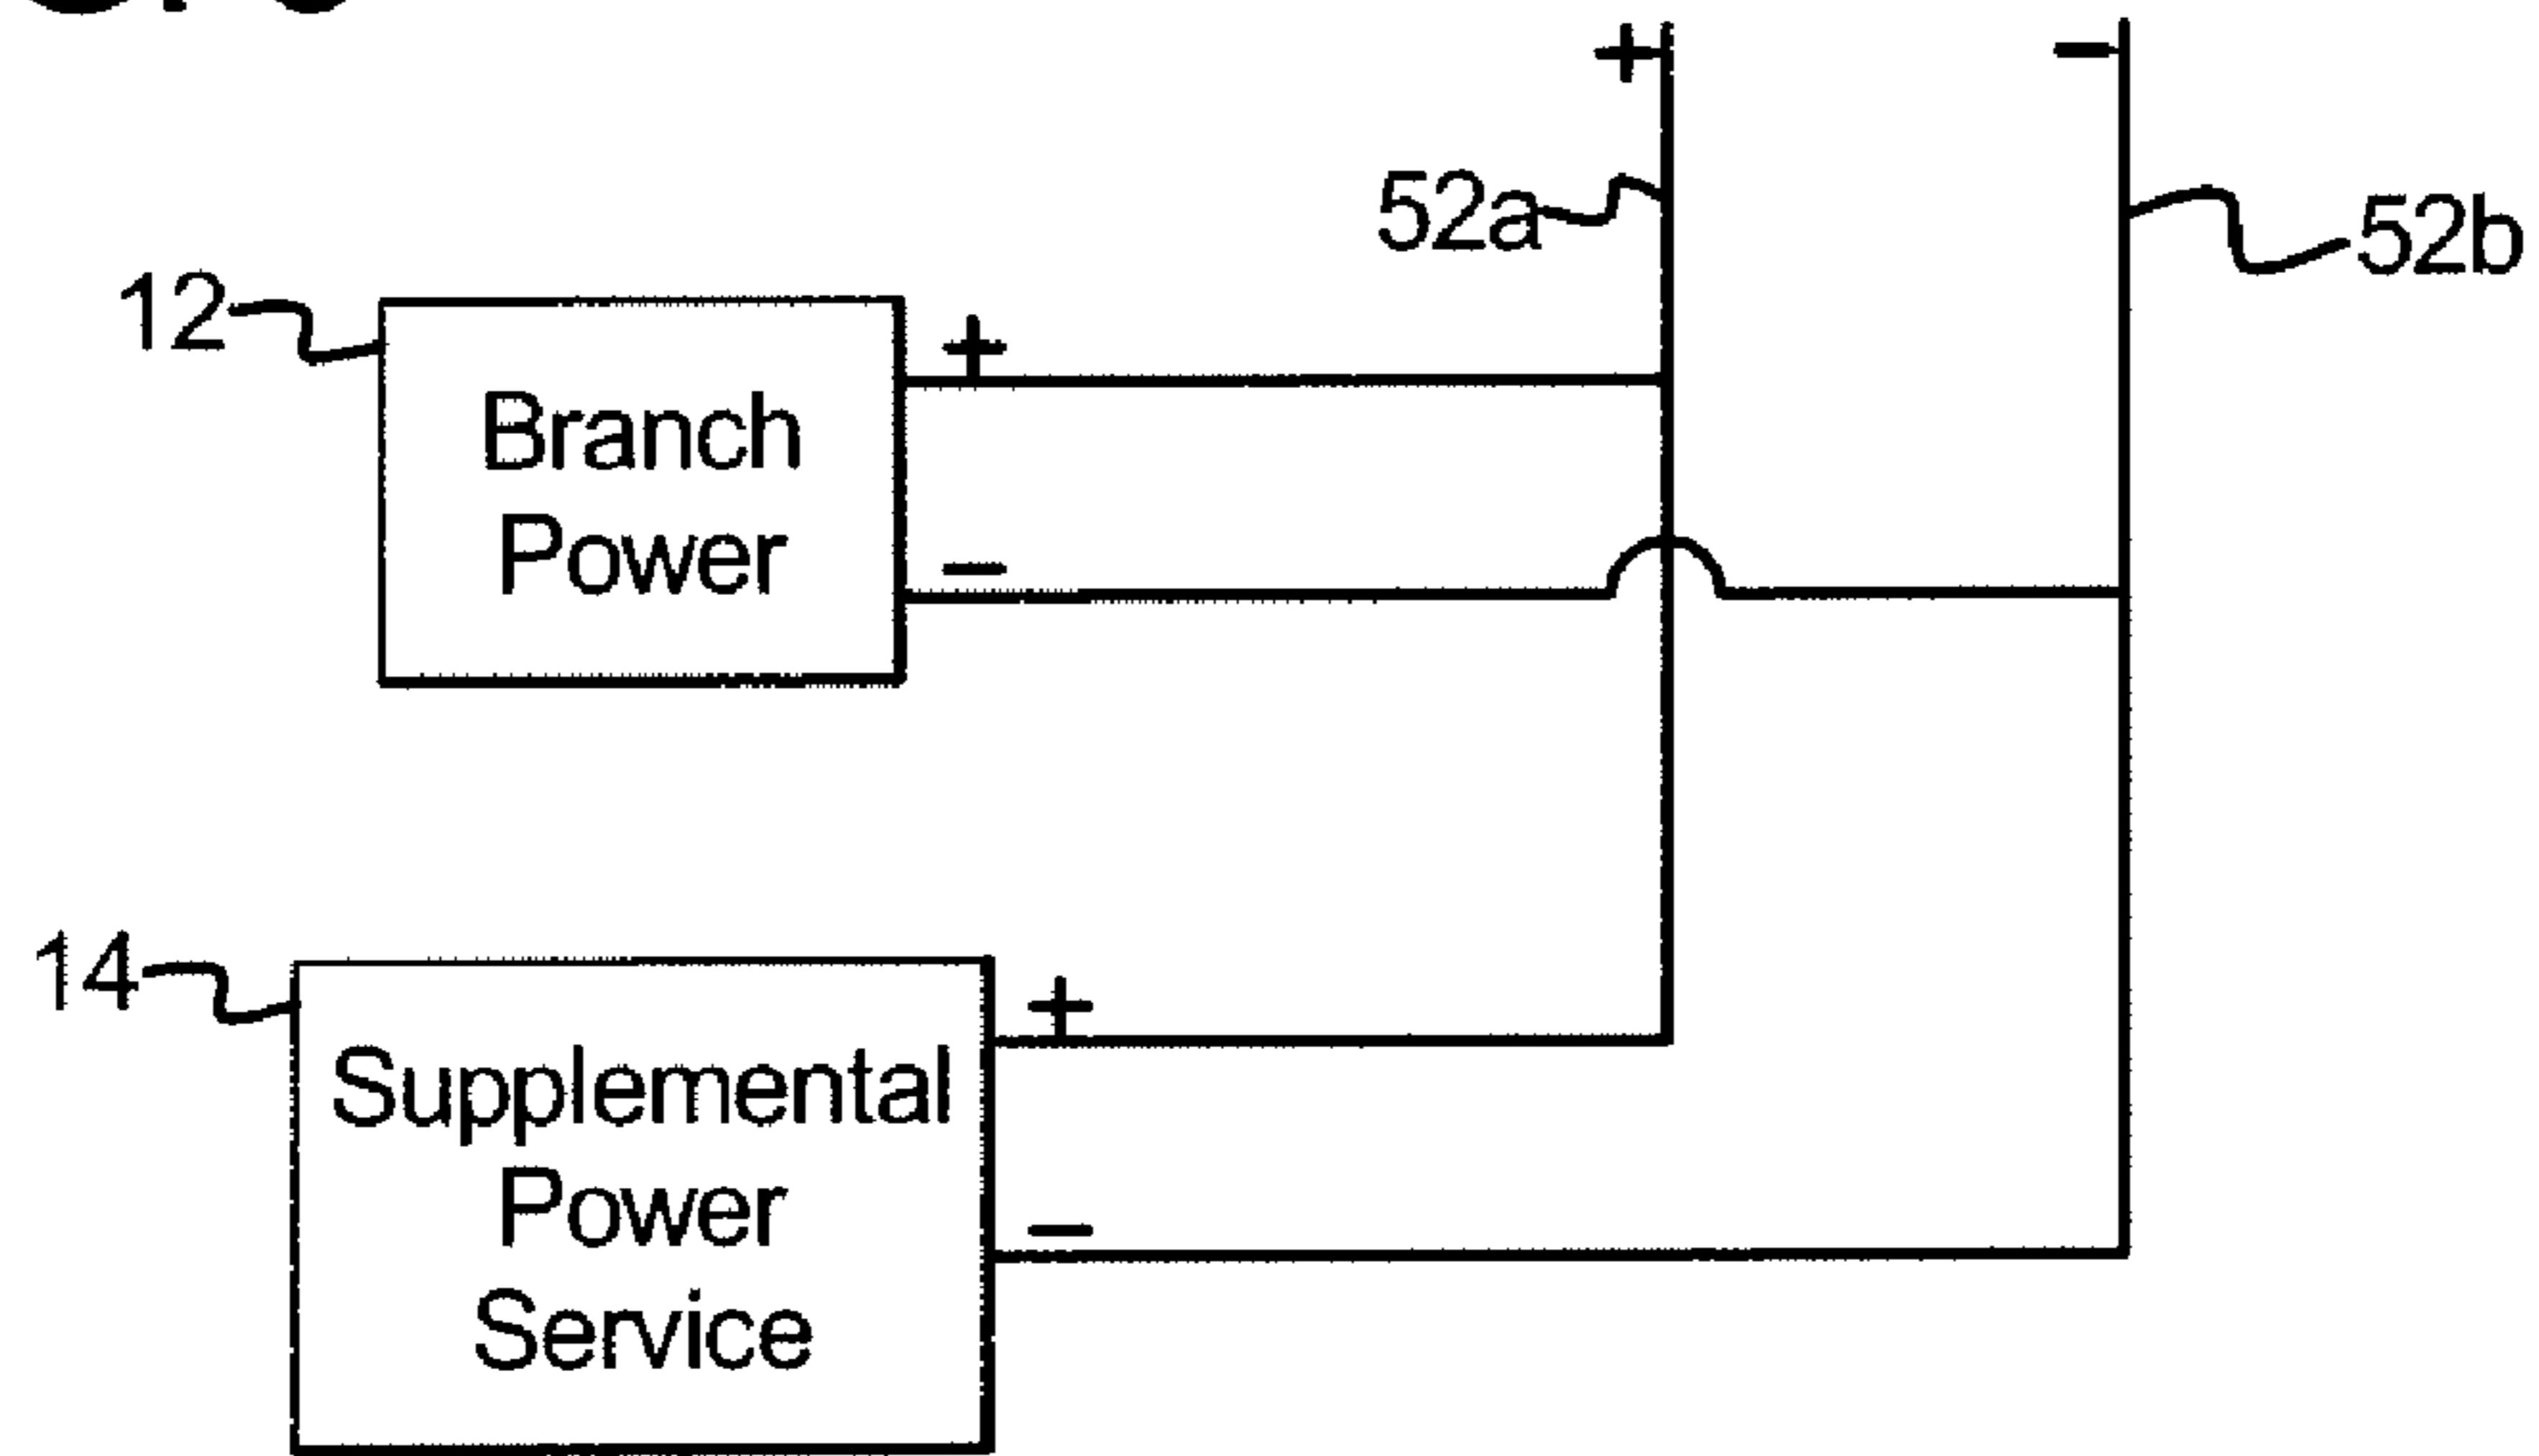 +
−
52a
52b
12
+
Branch
Power
−
14
+
Supplemental
Power
−
Service